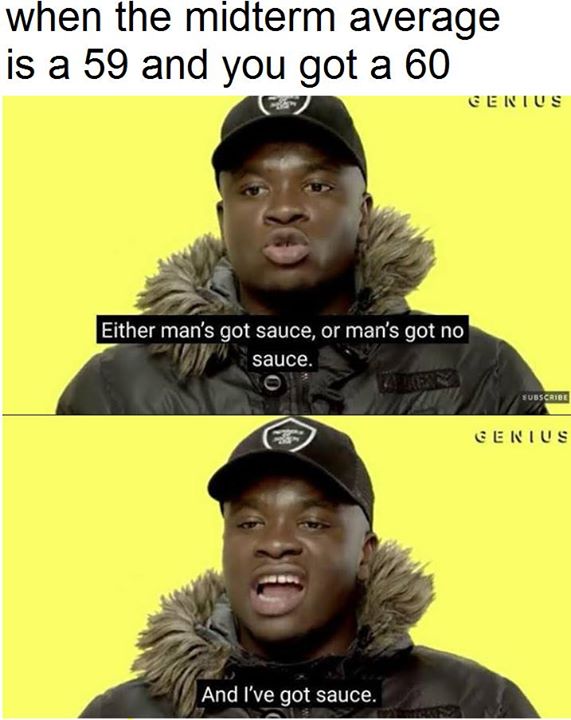 when the midterm average
is a 59 and you got a 60
GENIUS
Either man's got sauce, or man's got no
sauce.
SUBSCRIBE
GENIUS
And I've got sauce.